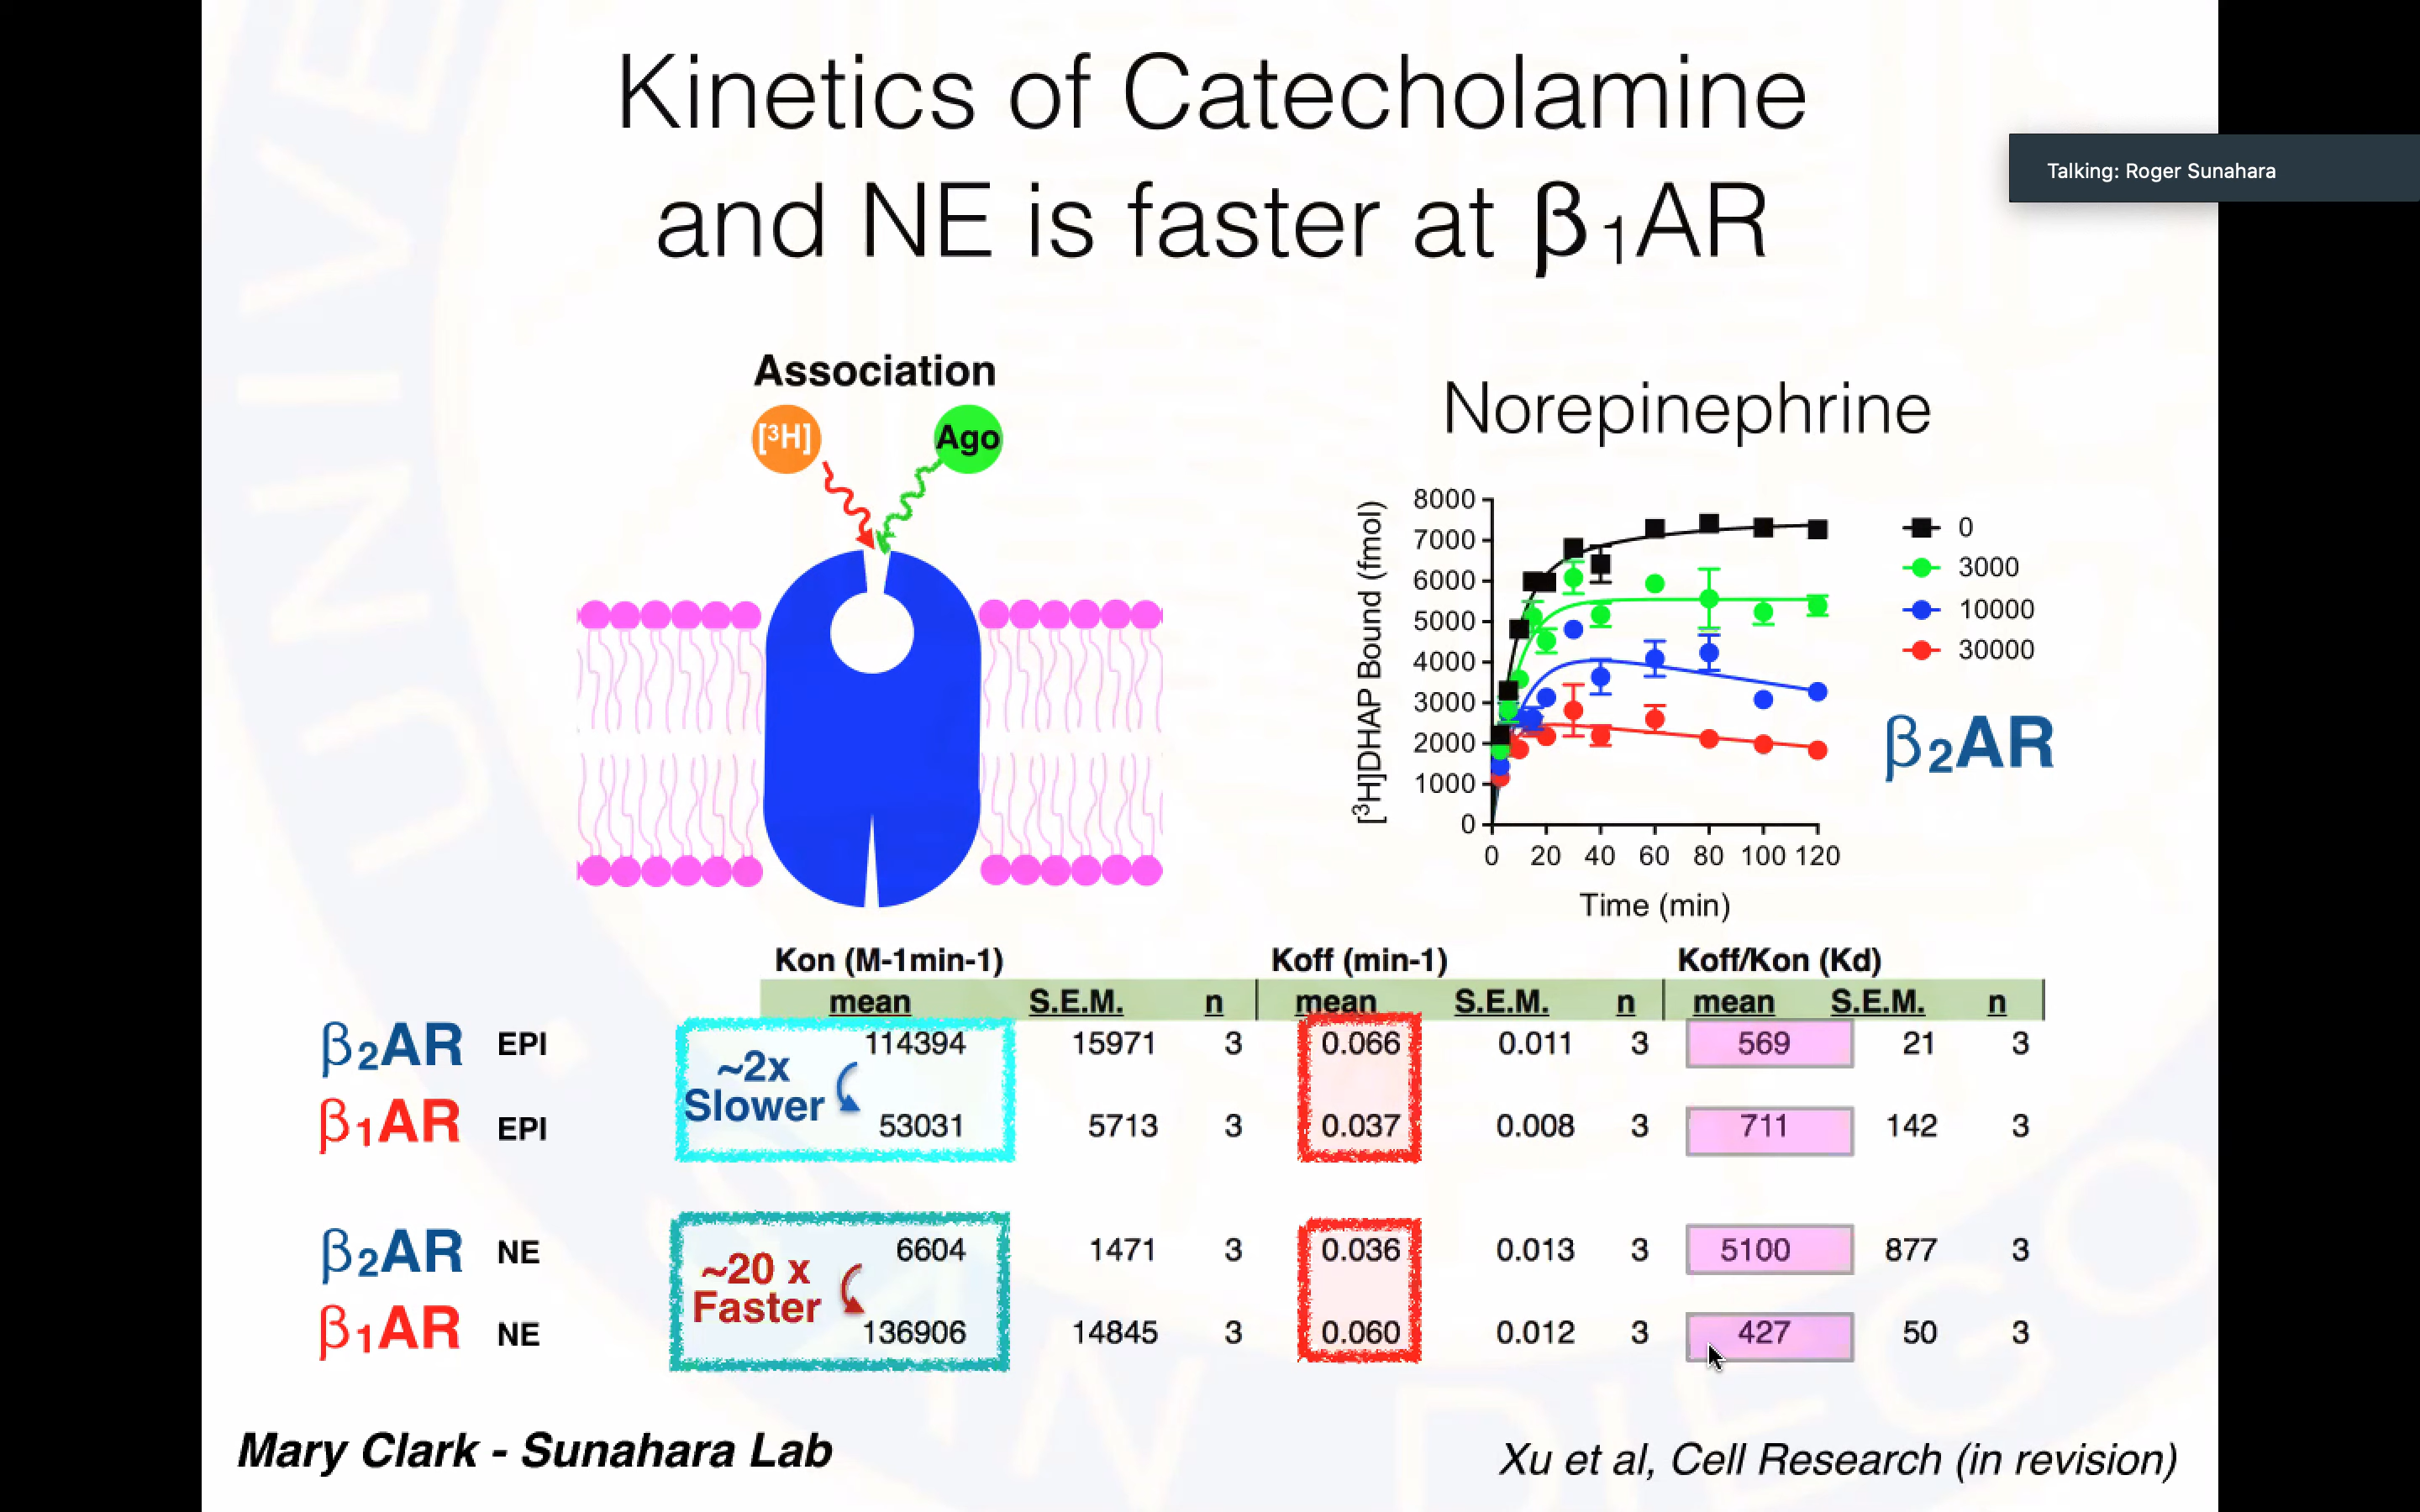 Kinetics of Catecholamine
and NE is faster at β1AR
Talking: Roger Sunahara
Association
[3H]
Ago
Norepinephrine
[3H]DHAP Bound (fmol)
8000
7000
6000
5000
4000
3000
2000
1000
0
0 20 40 60 80 100 120
Time (min)
0
3000
10000
30000
β2AR
Kon (M-1min-1) Koff (min-1) Koff/Kon (Kd)
mean S.E.M. n mean S.E.M. n mean S.E.M. n
β2AR EPI 114394 15971 3 0.066 0.011 3 569 21 3
~2x
Slower
β1AR EPI 53031 5713 3 0.037 0.008 3 711 142 3
β2AR NE 6604 1471 3 0.036 0.013 3 5100 877 3
~20 x
Faster
β1AR NE 136906 14845 3 0.060 0.012 3 427 50 3
Mary Clark - Sunahara Lab
Xu et al, Cell Research (in revision)